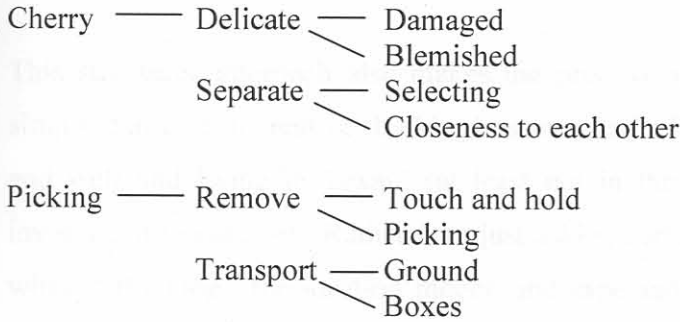 Cherry Delicate Damaged
Blemished
Separate Selecting
Closeness to each other
Picking Remove Touch and hold
Picking
Transport Ground
Boxes